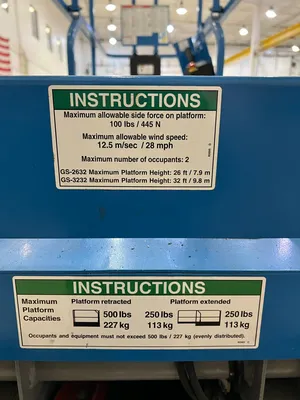 INSTRUCTIONS
Maximum allowable side force on platform:
100 lbs / 445 N
Maximum allowable wind speed:
12.5 m/sec / 28 mph
Maximum number of occupants: 2
GS-2632 Maximum Platform Height: 26 ft / 7.9 m
GS-3232 Maximum Platform Height: 32 ft / 9.8 m
INSTRUCTIONS
Maximum Platform Capacities
Platform retracted
500 lbs
227 kg
Platform extended
250 lbs
113 kg
250 lbs
113 kg
Occupants and equipment must not exceed 500 lbs / 227 kg (evenly distributed).